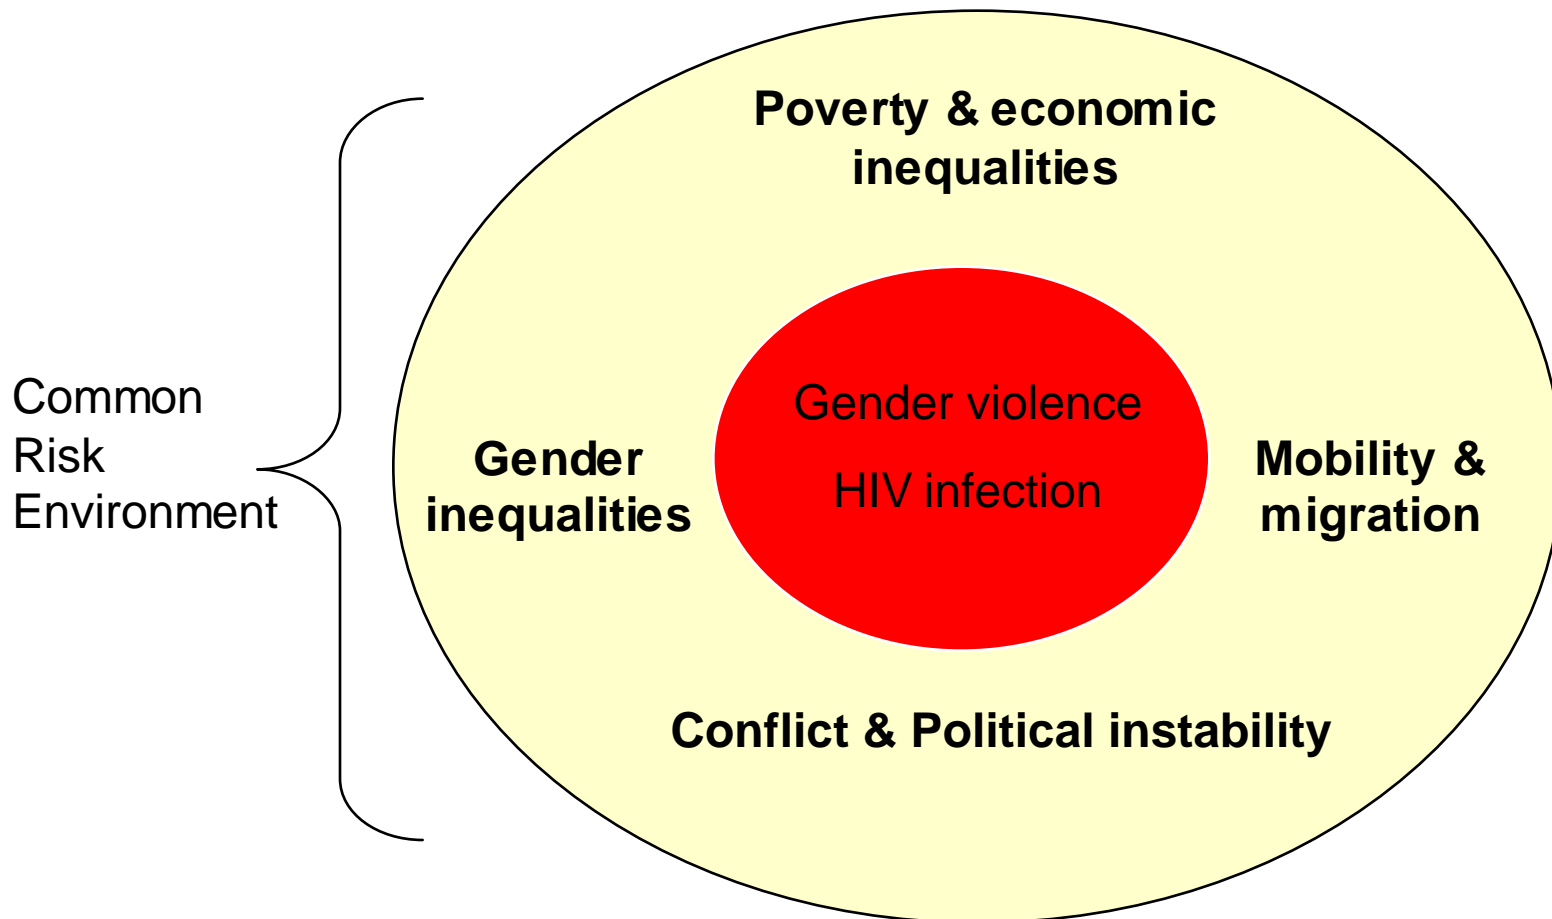 Poverty & economic
inequalities
Common
Risk
Environment
Gender
inequalities
Gender violence
HIV infection
Mobility &
migration
Conflict & Political instability